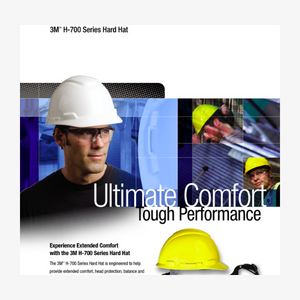 3M™ H-700 Series Hard Hat
Ultimate Comfort
Tough Performance
Experience Extended Comfort
with the 3M H-700 Series Hard Hat
The 3M™ H-700 Series Hard Hat is engineered to help
provide extended comfort, head protection, balance and